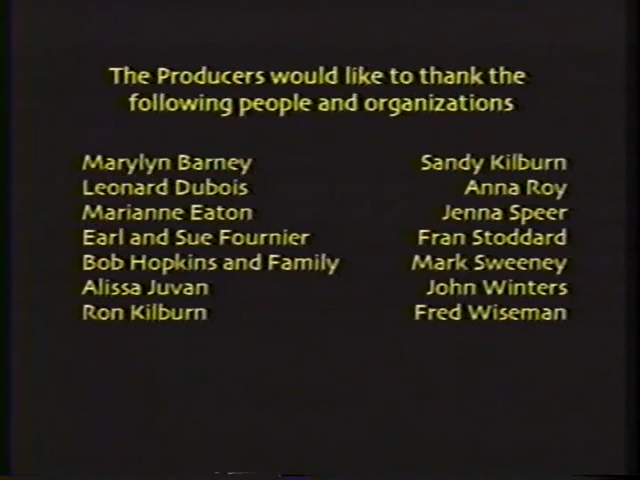 The Producers would like to thank the
following people and organizations
Marylyn Barney
Leonard Dubois
Marianne Eaton
Earl and Sue Fournier
Bob Hopkins and Family
Alissa Juvan
Ron Kilburn
Sandy Kilburn
Anna Roy
Jenna Speer
Fran Stoddard
Mark Sweeney
John Winters
Fred Wiseman